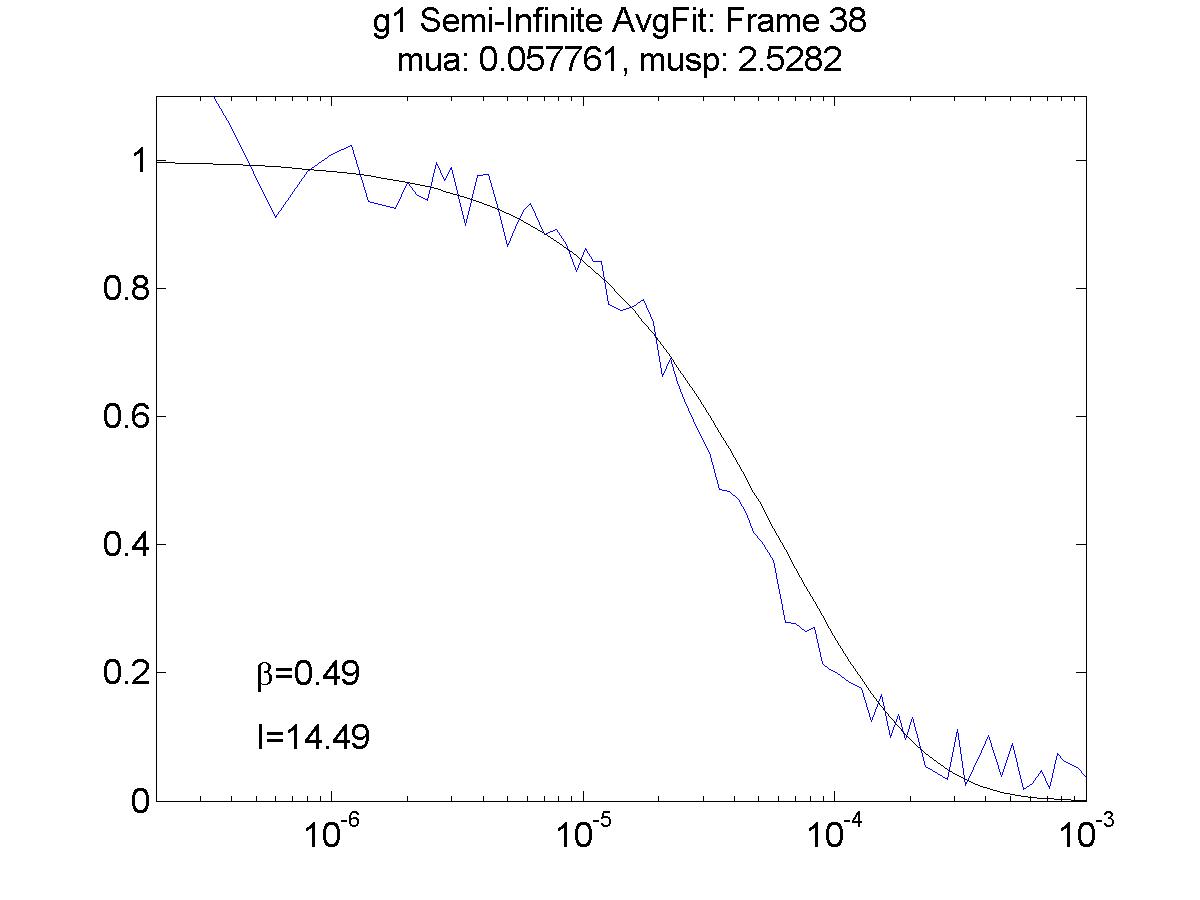 g1 Semi-Infinite AvgFit: Frame 38
mua: 0.057761, musp: 2.5282
1
0.8
0.6
0.4
0.2
0
β=0.49
I=14.49
10^-6
10^-5
10^-4
10^-3